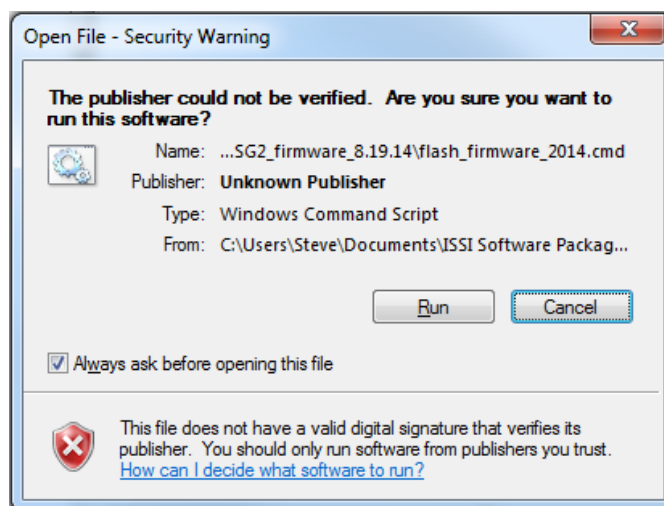 Open File - Security Warning
The publisher could not be verified. Are you sure you want to
run this software?
Name: ...SG2_firmware_8.19.14\flash_firmware_2014.cmd
Publisher: Unknown Publisher
Type: Windows Command Script
From: C:\Users\Steve\Documents\ISSI Software Packag...
Run Cancel
Always ask before opening this file
This file does not have a valid digital signature that verifies its
publisher. You should only run software from publishers you trust.
How can I decide what software to run?